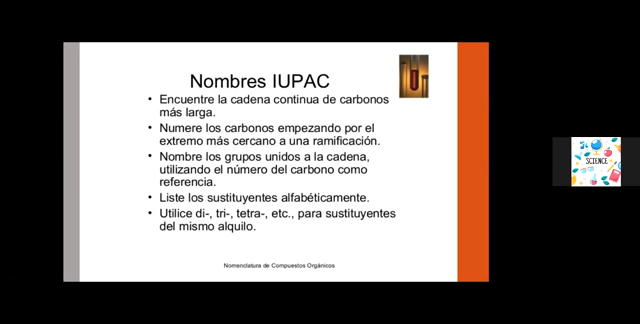 Nombres IUPAC
• Encuentre la cadena continua de carbonos
más larga.
• Numere los carbonos empezando por el
extremo más cercano a una ramificación.
• Nombre los grupos unidos a la cadena,
utilizando el número del carbono como
referencia.
• Liste los sustituyentes alfabéticamente.
• Utilice di-, tri-, tetra-, etc., para sustituyentes
del mismo alquilo.
Nomenclatura de Compuestos Orgánicos
SCIENCE